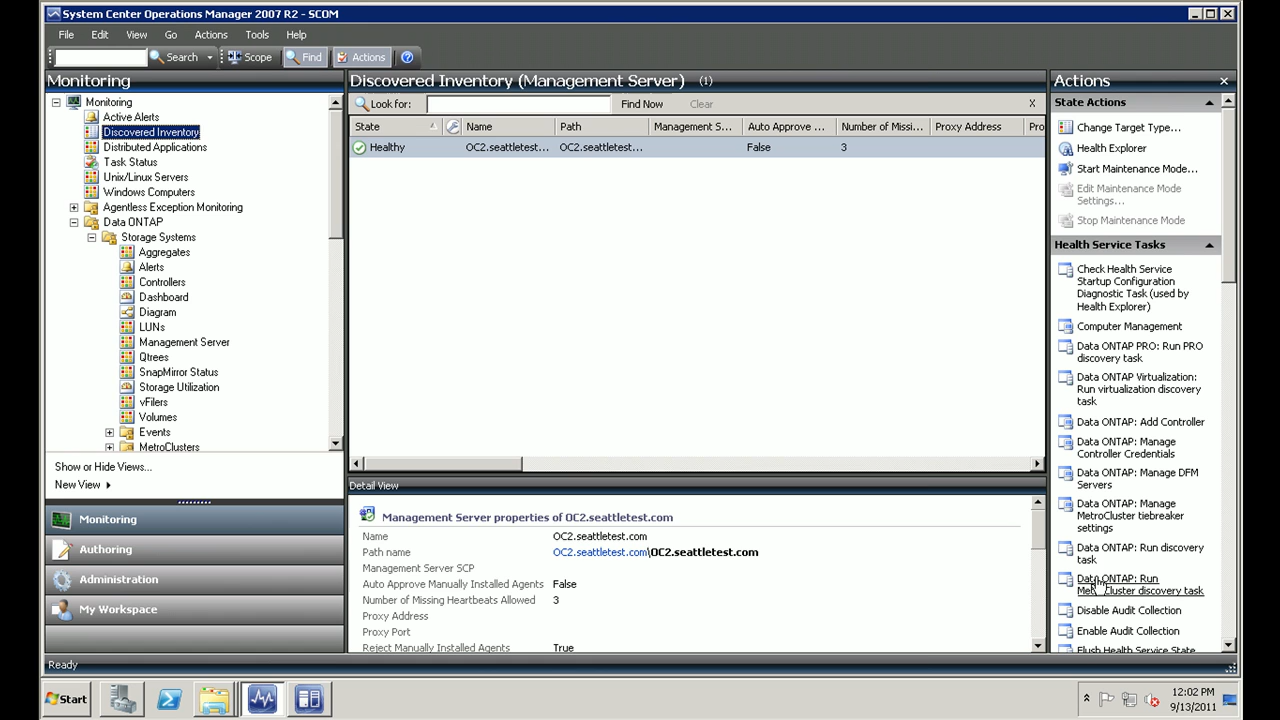 System Center Operations Manager 2007 R2 - SCOM
File Edit View Go Actions Tools Help
Search Scope Find Actions
Monitoring
Monitoring
Active Alerts
Discovered Inventory
Distributed Applications
Task Status
Unix/Linux Servers
Windows Computers
Agentless Exception Monitoring
Data ONTAP
Storage Systems
Aggregates
Alerts
Controllers
Dashboard
Diagram
LUNs
Management Server
Qtrees
SnapMirror Status
Storage Utilization
vFilers
Volumes
Events
MetroClusters
Show or Hide Views...
New View
Monitoring
Authoring
Administration
My Workspace
Discovered Inventory (Management Server) (1)
Look for: Find Now Clear X
State Name Path Management S... Auto Approve ... Number of Missi... Proxy Address Pro
Healthy OC2.seattletest... OC2.seattletest... False 3
Detail View
Management Server properties of OC2.seattletest.com
Name OC2.seattletest.com
Path name OC2.seattletest.com\OC2.seattletest.com
Management Server SCP
Auto Approve Manually Installed Agents False
Number of Missing Heartbeats Allowed 3
Proxy Address
Proxy Port
Reject Manually Installed Agents True
Actions
State Actions
Change Target Type...
Health Explorer
Start Maintenance Mode...
Edit Maintenance Mode
Settings...
Stop Maintenance Mode
Health Service Tasks
Check Health Service
Startup Configuration
Diagnostic Task (used by
Health Explorer)
Computer Management
Data ONTAP PRO: Run PRO
discovery task
Data ONTAP Virtualization:
Run virtualization discovery
task
Data ONTAP: Add Controller
Data ONTAP: Manage
Controller Credentials
Data ONTAP: Manage DFM
Servers
Data ONTAP: Manage
MetroCluster tiebreaker
settings
Data ONTAP: Run discovery
task
Data ONTAP: Run
MetroCluster discovery task
Disable Audit Collection
Enable Audit Collection
Flush Health Service State
Ready
Start
12:02 PM
9/13/2011